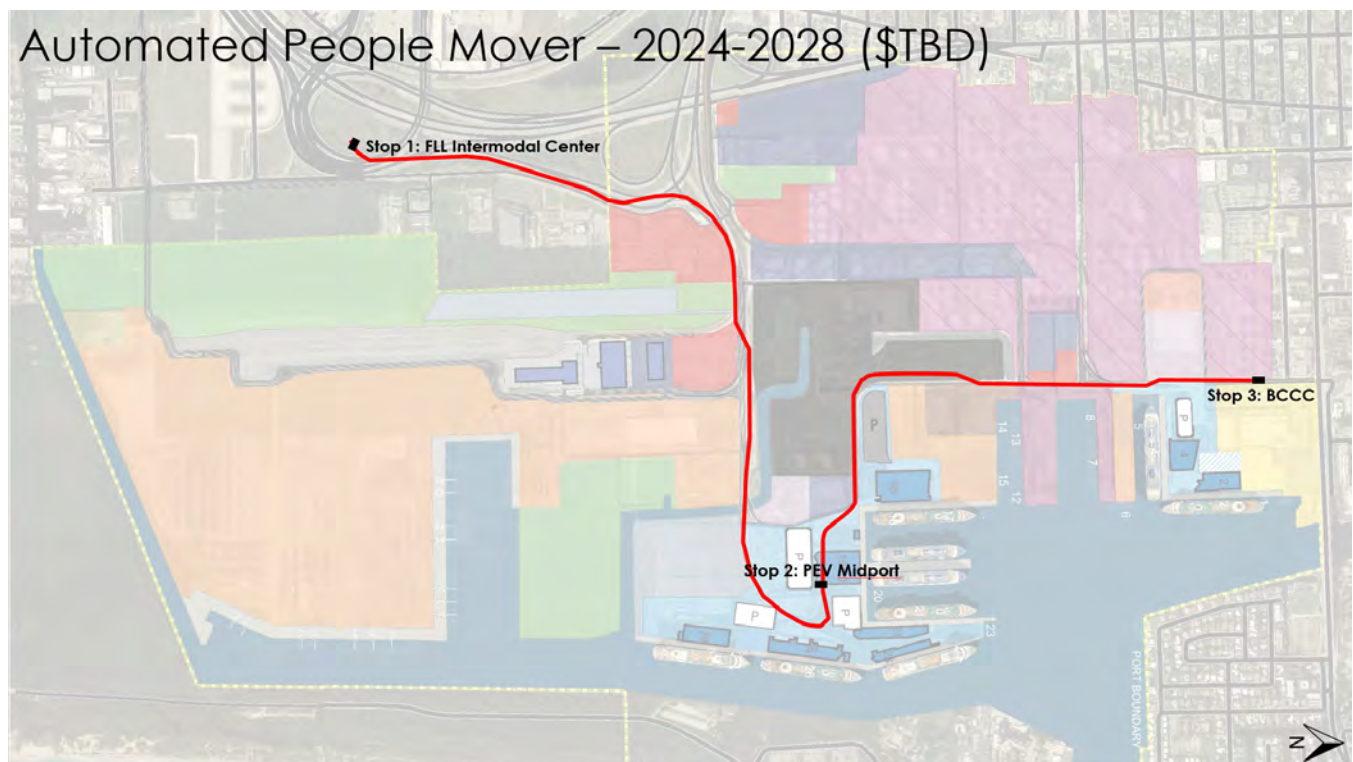 Automated People Mover – 2024-2028 ($TBD)
Stop 1: FLL Intermodal Center
Stop 3: BCCC
P
P
8
5
14
13
4
7
15
12
2
6
P
Stop 2: PEV Midport
20
P
P
23
PORT BOUNDARY
N